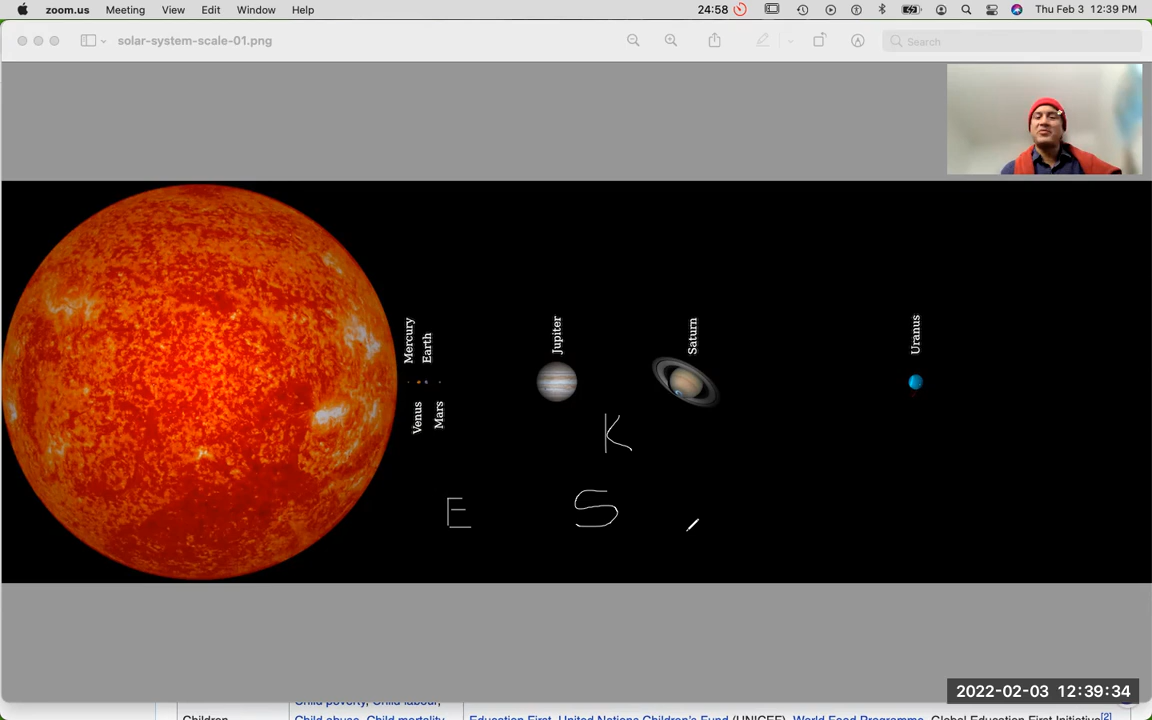 zoom.us Meeting View Edit Window Help 24:58 Thu Feb 3 12:39 PM
solar-system-scale-01.png Search
Mercury
Venus
Earth
Mars
Jupiter
Saturn
Uranus
K
E S
2022-02-03 12:39:34
Child poverty, Child labour,
Children Child abuse, Child mortality Education First, United Nations Children's Fund (UNICEF), World Food Programme, Global Education First Initiative[2]